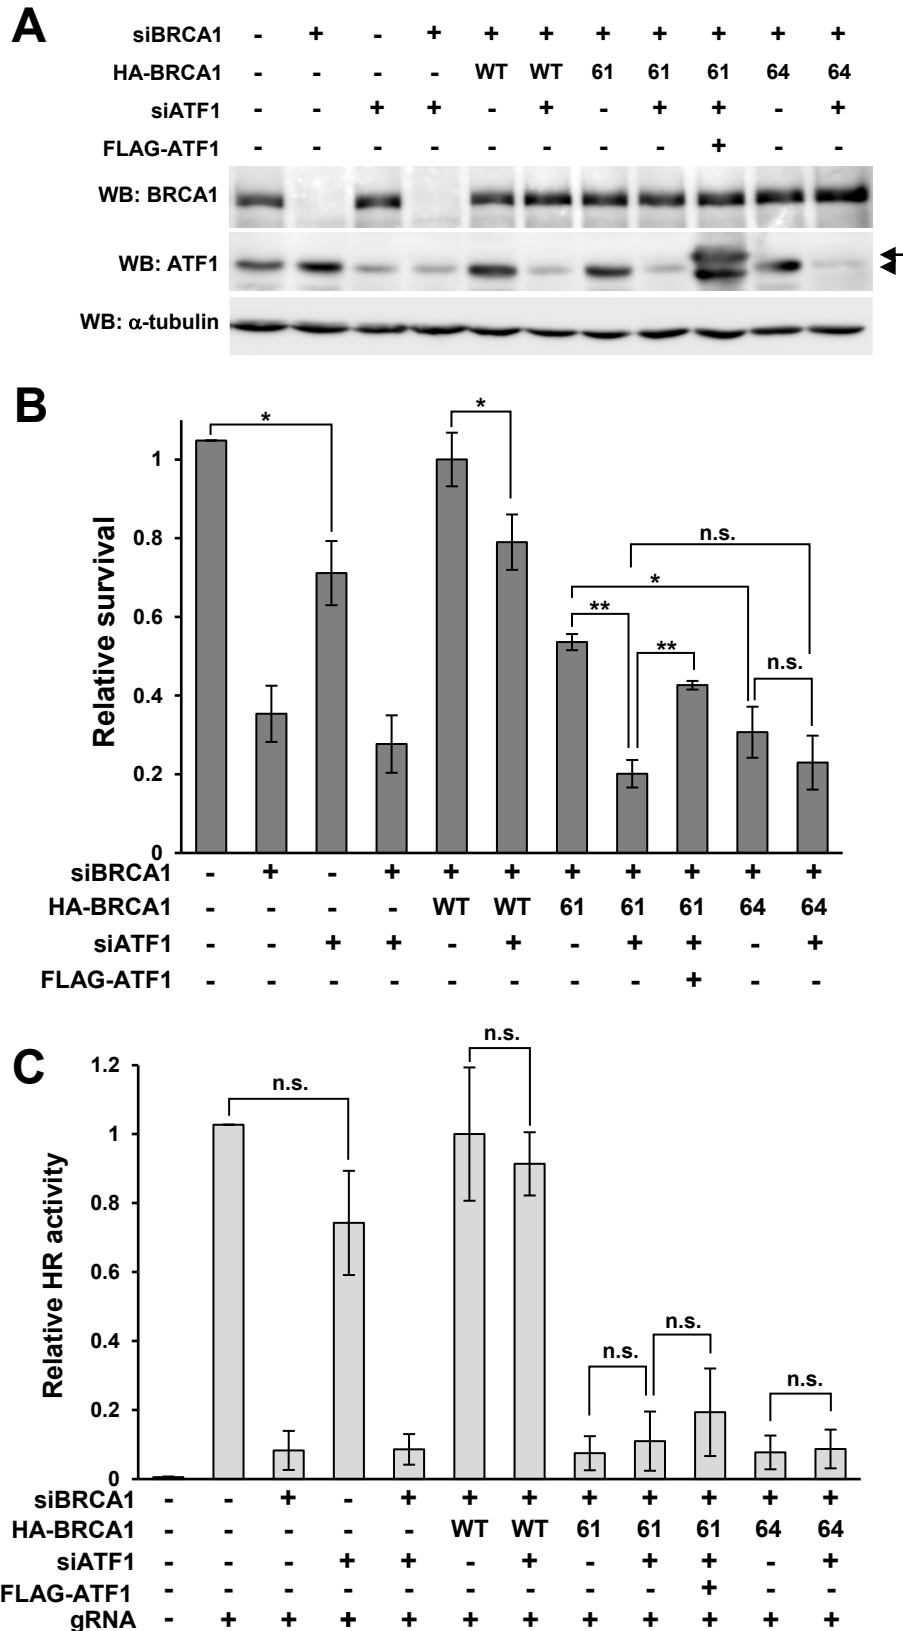 A
siBRCA1 - + - + + + + + + + +
HA-BRCA1 - - - - WT WT 61 61 61 64 64
siATF1 - - + + - + - + + - +
FLAG-ATF1 - - - - - - - - + - -
WB: BRCA1
WB: ATF1
WB: α-tubulin
B
Relative survival
1
0.8
0.6
0.4
0.2
0
*
*
n.s.
*
**
**
n.s.
siBRCA1 - + - + + + + + + + +
HA-BRCA1 - - - - WT WT 61 61 61 64 64
siATF1 - - + + - + - + + - +
FLAG-ATF1 - - - - - - - - + - -
C
Relative HR activity
1.2
1
0.8
0.6
0.4
0.2
0
n.s.
n.s.
n.s.
n.s.
n.s.
siBRCA1 - - + - + + + + + + + +
HA-BRCA1 - - - - - WT WT 61 61 61 64 64
siATF1 - - - + + - + - + + - +
FLAG-ATF1 - - - - - - - - - + - -
gRNA - + + + + + + + + + + +